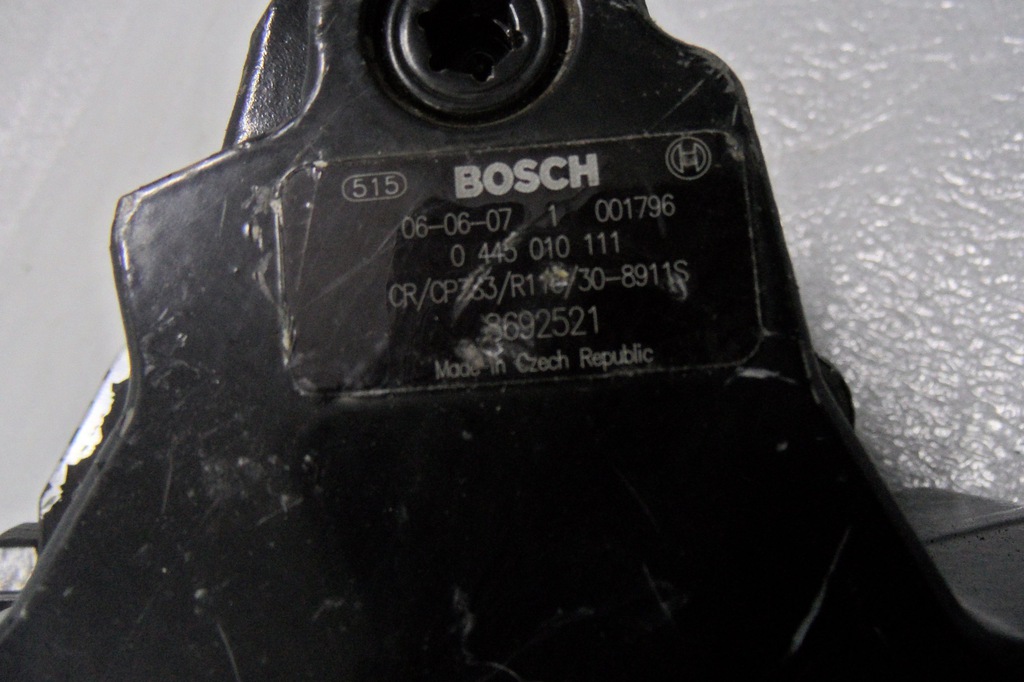 515 BOSCH
06-06-07 1 001796
0 445 010 111
8692521
Made in Czech Republic